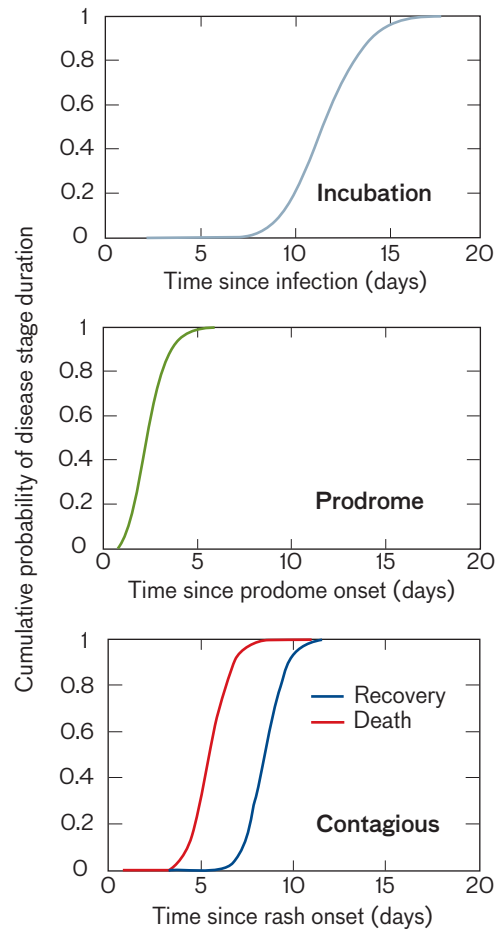 Cumulative probability of disease stage duration
1
0.8
0.6
0.4
0.2
0
Incubation
0 5 10 15 20
Time since infection (days)
1
0.8
0.6
0.4
0.2
0
Prodrome
0 5 10 15 20
Time since prodome onset (days)
1
0.8
0.6
0.4
0.2
0
Recovery
Death
Contagious
0 5 10 15 20
Time since rash onset (days)